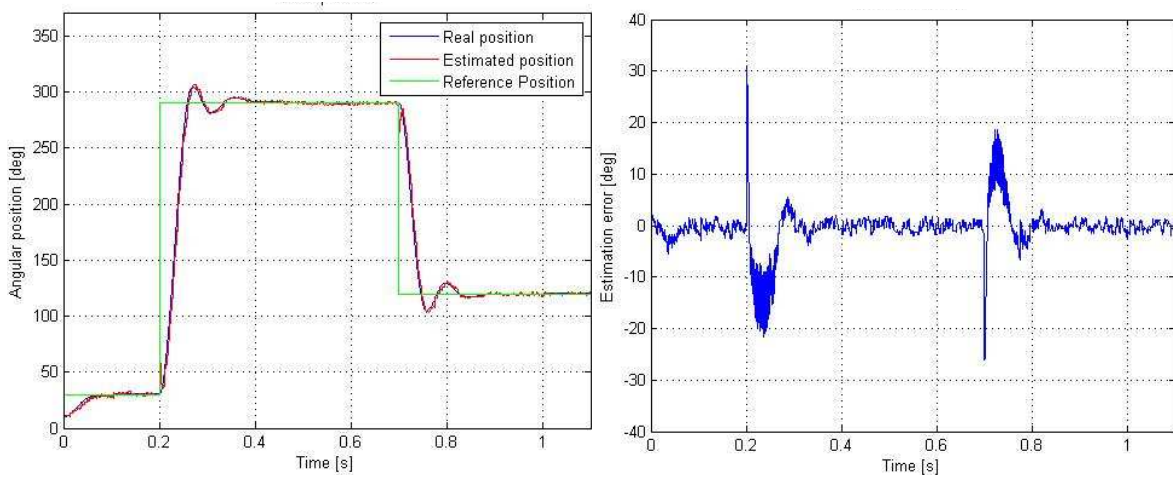 350
300
250
200
150
100
50
0
Angular position [deg]
Real position
Estimated position
Reference Position
0 0.2 0.4 0.6 0.8 1
Time [s]
40
30
20
10
0
-10
-20
-30
-40
Estimation error [deg]
0 0.2 0.4 0.6 0.8 1
Time [s]